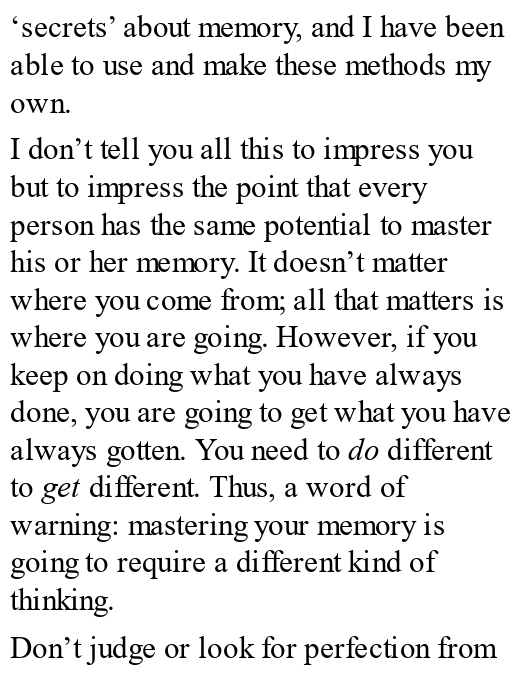 ‘secrets’ about memory, and I have been
able to use and make these methods my
own.
I don’t tell you all this to impress you
but to impress the point that every
person has the same potential to master
his or her memory. It doesn’t matter
where you come from; all that matters is
where you are going. However, if you
keep on doing what you have always
done, you are going to get what you have
always gotten. You need to do different
to get different. Thus, a word of
warning: mastering your memory is
going to require a different kind of
thinking.
Don’t judge or look for perfection from